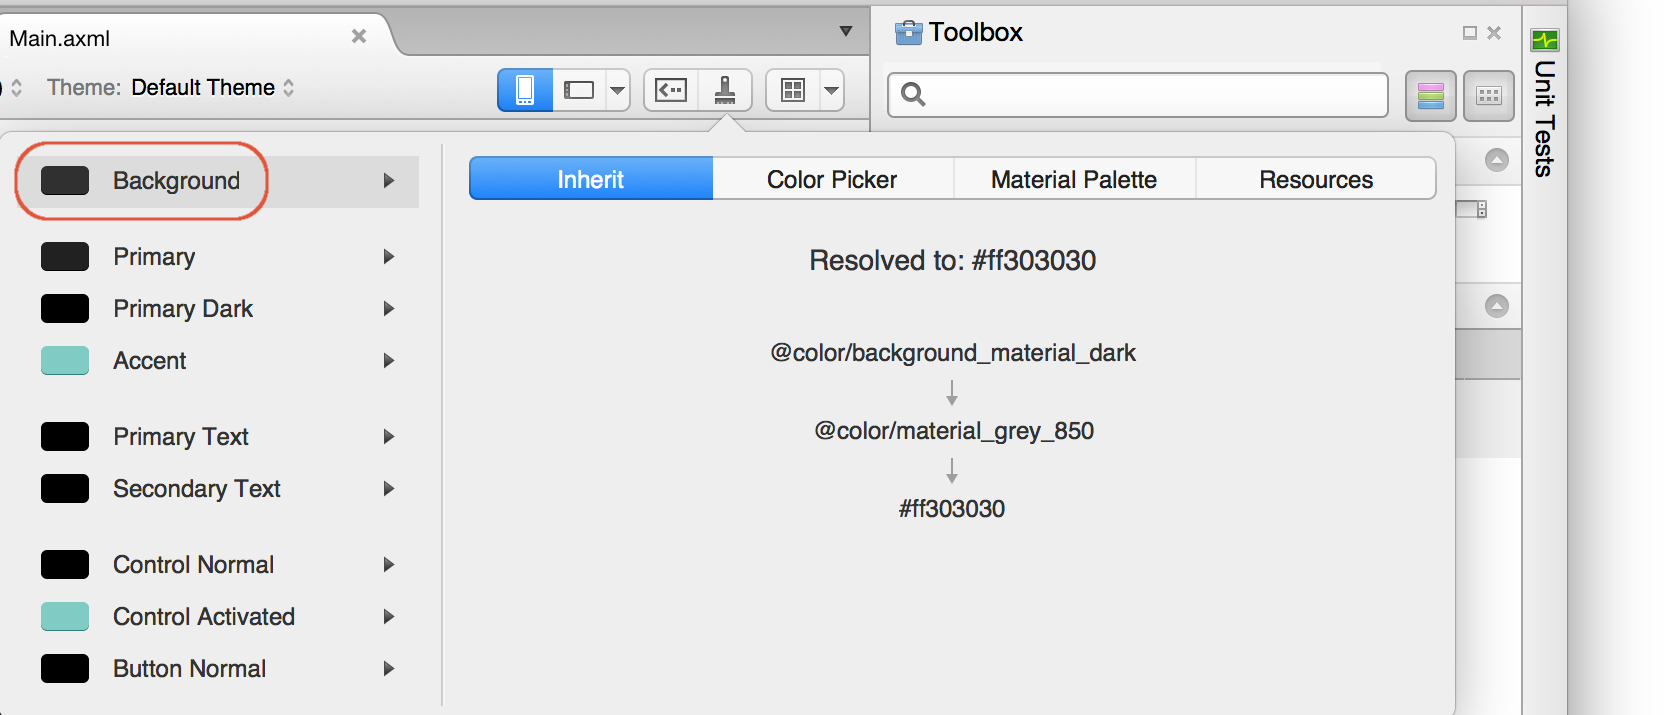 Main.axml
Toolbox
Theme: Default Theme
Unit Tests
Background
Primary
Primary Dark
Accent
Primary Text
Secondary Text
Control Normal
Control Activated
Button Normal
Inherit
Color Picker
Material Palette
Resources
Resolved to: #ff303030
@color/background_material_dark
@color/material_grey_850
#ff303030